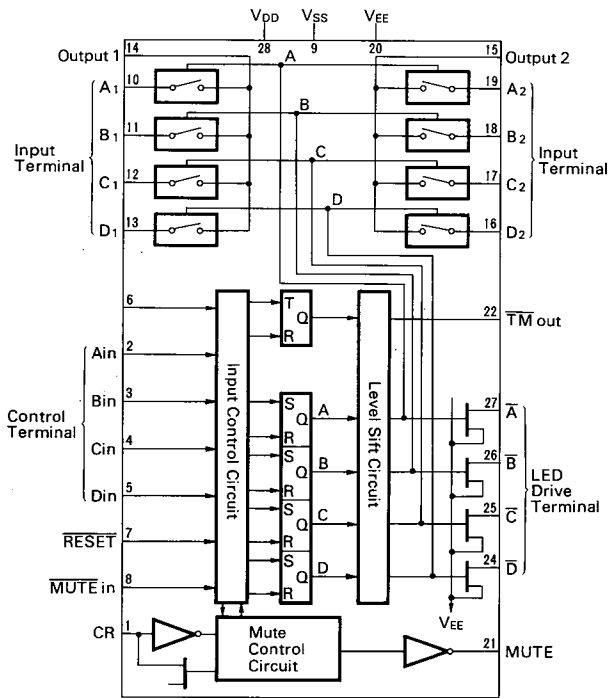 VDD VSS VEE
28 9 20
Output 1 14
15 Output 2
A
10 A1
19 A2
B
11 B1
18 B2
Input Terminal
Input Terminal
C
12 C1
17 C2
D
13 D1
16 D2
6
22 TM out
T
Q
R
Ain 2
Bin 3
Cin 4
Din 5
Control Terminal
RESET 7
MUTE in 8
Input Control Circuit
S
Q A
R
S
Q B
R
S
Q C
R
S
Q D
R
Level Sift Circuit
27 A
26 B
25 C
24 D
LED Drive Terminal
VEE
CR 1
Mute Control Circuit
21 MUTE